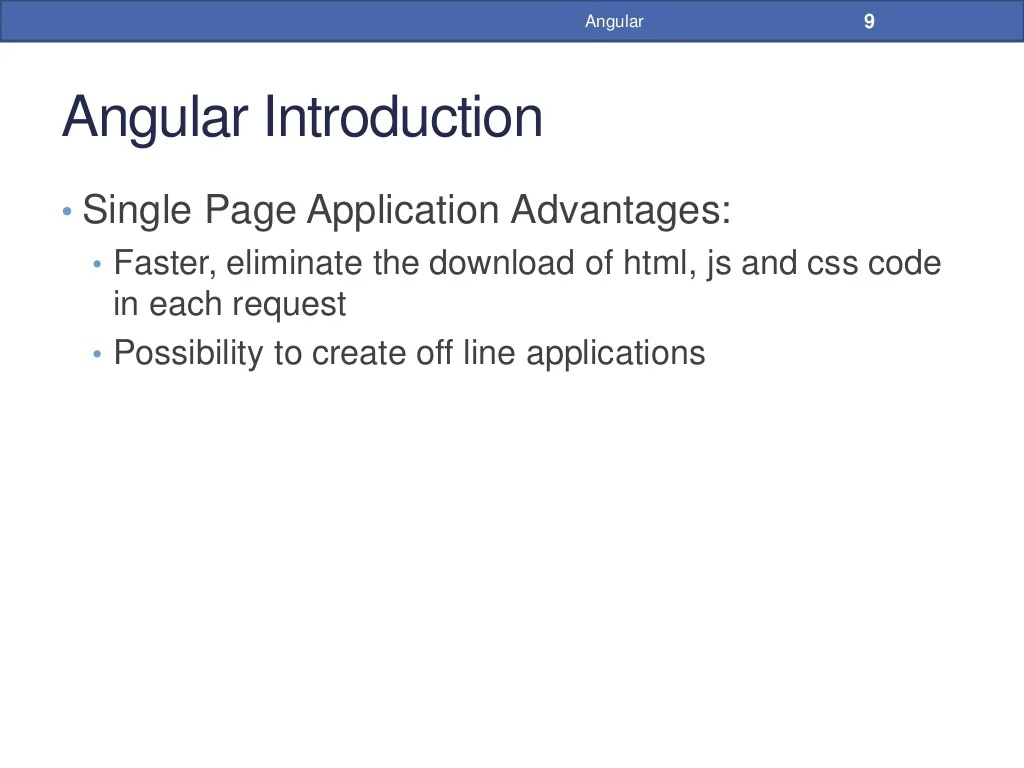 Angular 9
Angular Introduction
• Single Page Application Advantages:
• Faster, eliminate the download of html, js and css code
in each request
• Possibility to create off line applications